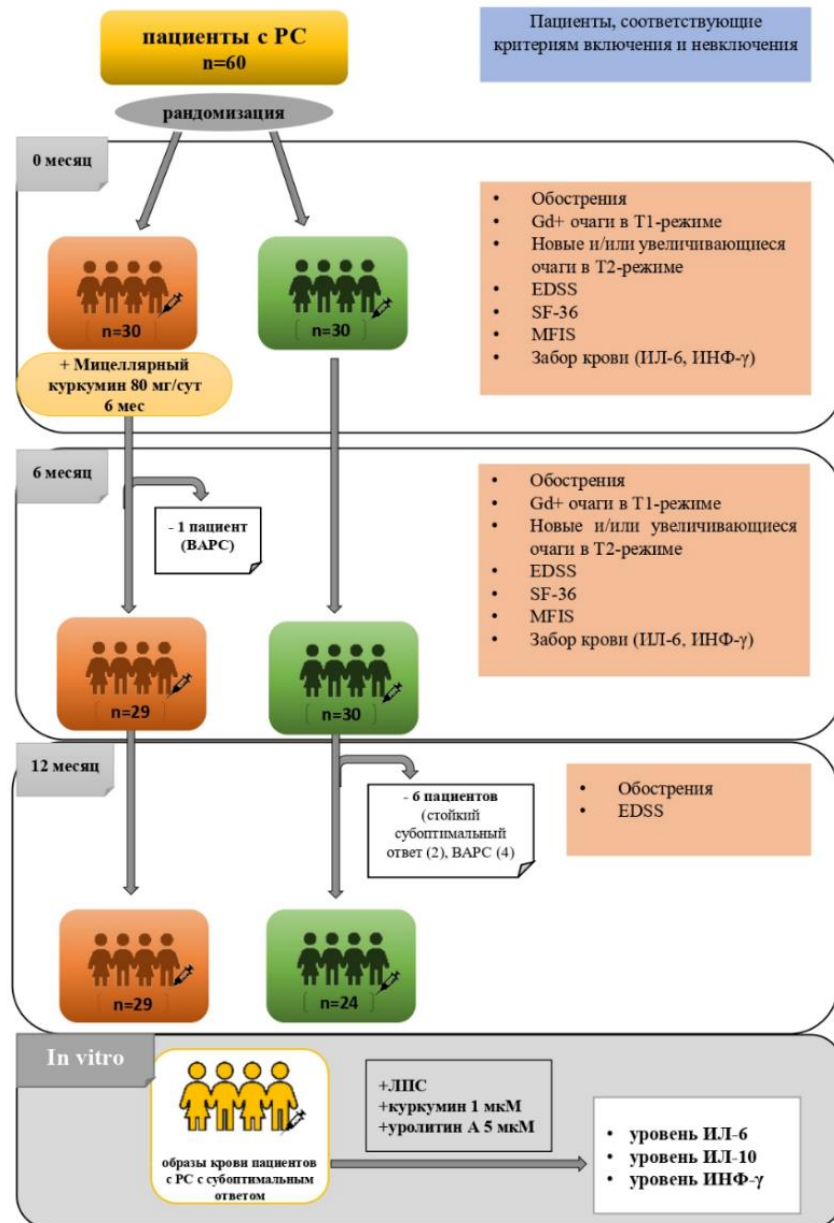 пациенты с РС
n=60
Пациенты, соответствующие
критериям включения и невключения
рандомизация
0 месяц
n=30
n=30
+ Мицеллярный
куркумин 80 мг/сут
6 мес
• Обострения
• Gd+ очаги в Т1-режиме
• Новые и/или увеличивающиеся
очаги в Т2-режиме
• EDSS
• SF-36
• MFIS
• Забор крови (ИЛ-6, ИНФ-γ)
6 месяц
- 1 пациент
(ВАРС)
n=29
n=30
• Обострения
• Gd+ очаги в Т1-режиме
• Новые и/или увеличивающиеся
очаги в Т2-режиме
• EDSS
• SF-36
• MFIS
• Забор крови (ИЛ-6, ИНФ-γ)
12 месяц
- 6 пациентов
(стойкий
субоптимальный
ответ (2), ВАРС (4)
n=29
n=24
• Обострения
• EDSS
In vitro
образы крови пациентов
с РС с субоптимальным
ответом
+ЛПС
+куркумин 1 мкМ
+уролитин А 5 мкМ
• уровень ИЛ-6
• уровень ИЛ-10
• уровень ИНФ-γ